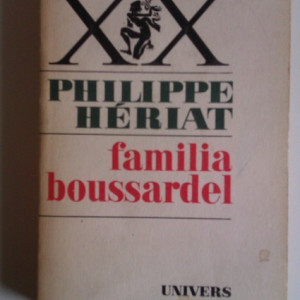 XX
PHILIPPE
HÉRIAT
familia
boussardel
UNIVERS